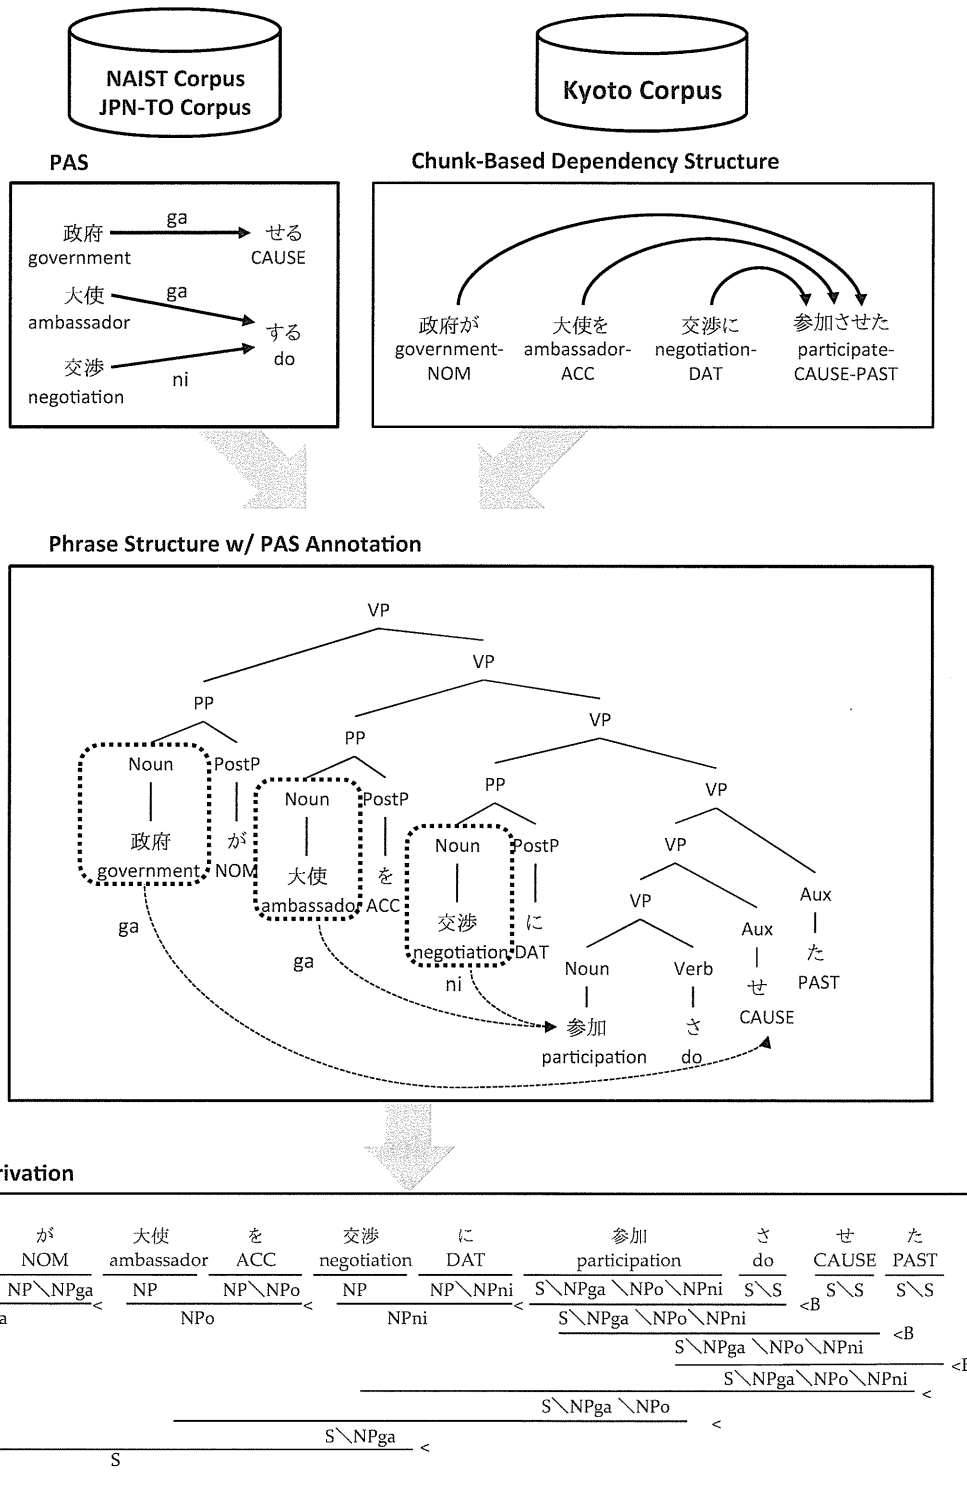 NAIST Corpus
JPN-TO Corpus
Kyoto Corpus
PAS
Chunk-Based Dependency Structure
政府 ga せる
government CAUSE
大使 ga
ambassador
する
do
交渉
ni
negotiation
政府が 大使を 交渉に 参加させた
government- ambassador- negotiation- participate-
NOM ACC DAT CAUSE-PAST
Phrase Structure w/ PAS Annotation
VP
VP
PP VP
PP
Noun PostP PP VP
Noun PostP
政府 が Noun PostP VP
government NOM 大使 を
ambassador ACC VP Aux
ga 交渉 に Aux た
negotiation DAT PAST
ga ni Noun Verb せ
CAUSE
参加 さ
participation do
rivation
が 大使 を 交渉 に 参加 さ せ た
NOM ambassador ACC negotiation DAT participation do CAUSE PAST
NP\NPga NP NP\NPo NP NP\NPni S\NPga \NPo\NPni S\S S\S S\S
a < NPo < NPni < S\NPga \NPo\NPni <B
S\NPga \NPo\NPni <B
S\NPga\NPo\NPni <B
S\NPga \NPo <
S\NPga <
S <